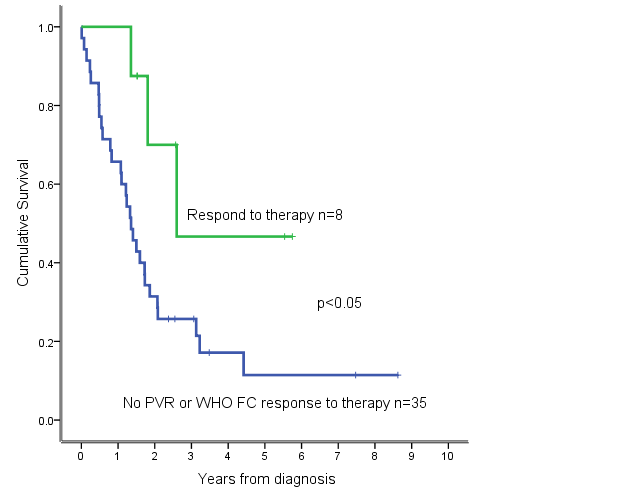 1.0
0.8
0.6
0.4
0.2
0.0
Cumulative Survival
Respond to therapy n=8
p<0.05
No PVR or WHO FC response to therapy n=35
0 1 2 3 4 5 6 7 8 9 10
Years from diagnosis